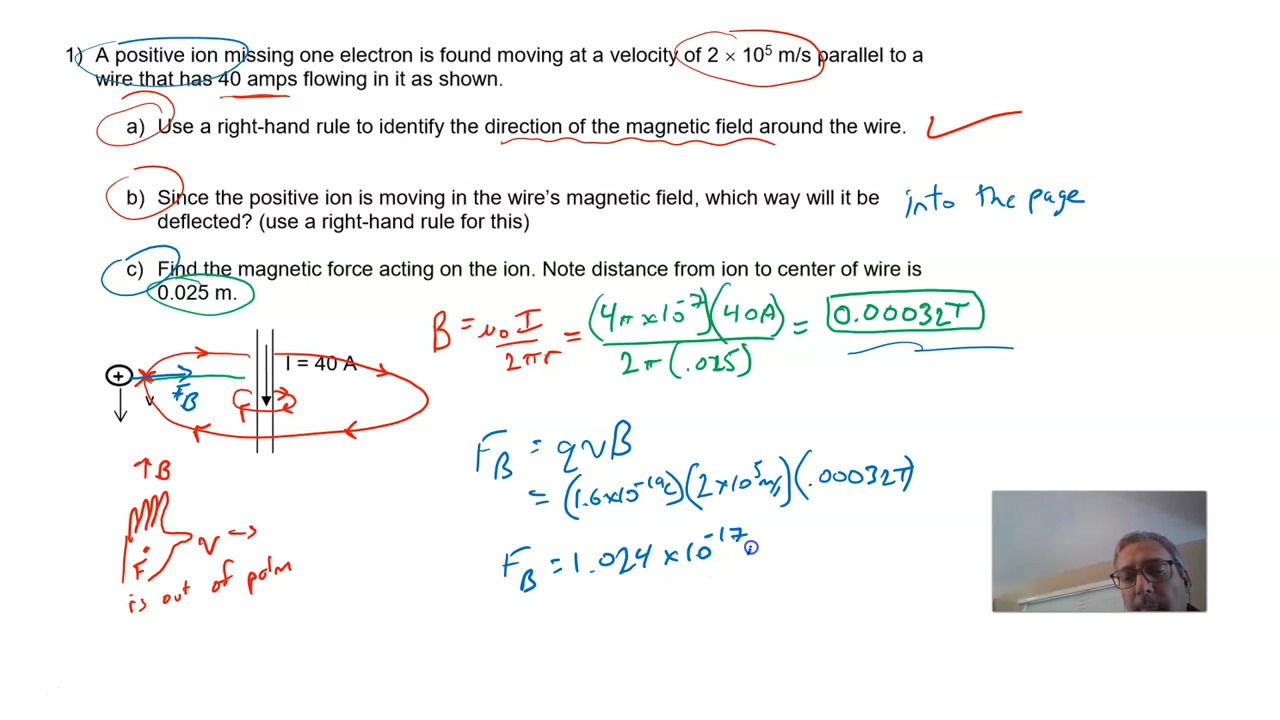 1) A positive ion missing one electron is found moving at a velocity of 2 × 10⁵ m/s parallel to a
wire that has 40 amps flowing in it as shown.
a) Use a right-hand rule to identify the direction of the magnetic field around the wire.
b) Since the positive ion is moving in the wire's magnetic field, which way will it be
deflected? (use a right-hand rule for this)
into the page
c) Find the magnetic force acting on the ion. Note distance from ion to center of wire is
0.025 m.
B = μ₀ I / 2πr = (4π x 10⁻⁷)(40A) / 2π(.025) = 0.00032T
I = 40 A
+
v
F_B
F_B = qvB
= (1.6x10⁻¹⁹C)(2x10⁵m/s)(.00032T)
F_B = 1.024 x 10⁻¹⁷
↑B
V →
F
is out of palm